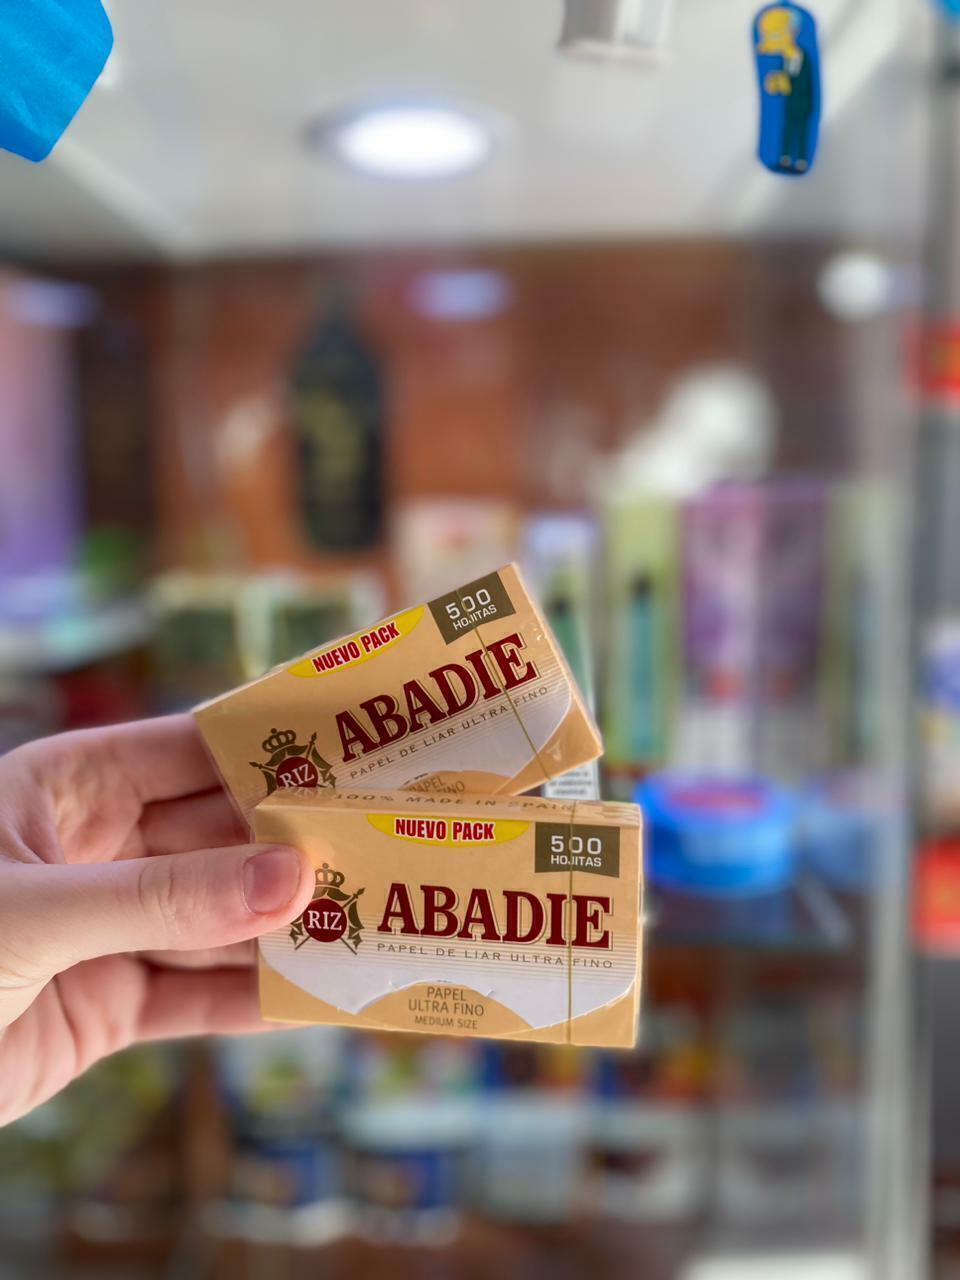 500
HOJITAS
NUEVO PACK
ABADIE
PAPEL DE LIAR ULTRA FINO
RIZ
PAPEL
100% MADE IN SPAIN
NUEVO PACK
500
HOJITAS
ABADIE
RIZ
PAPEL DE LIAR ULTRA FINO
PAPEL
ULTRA FINO
MEDIUM SIZE